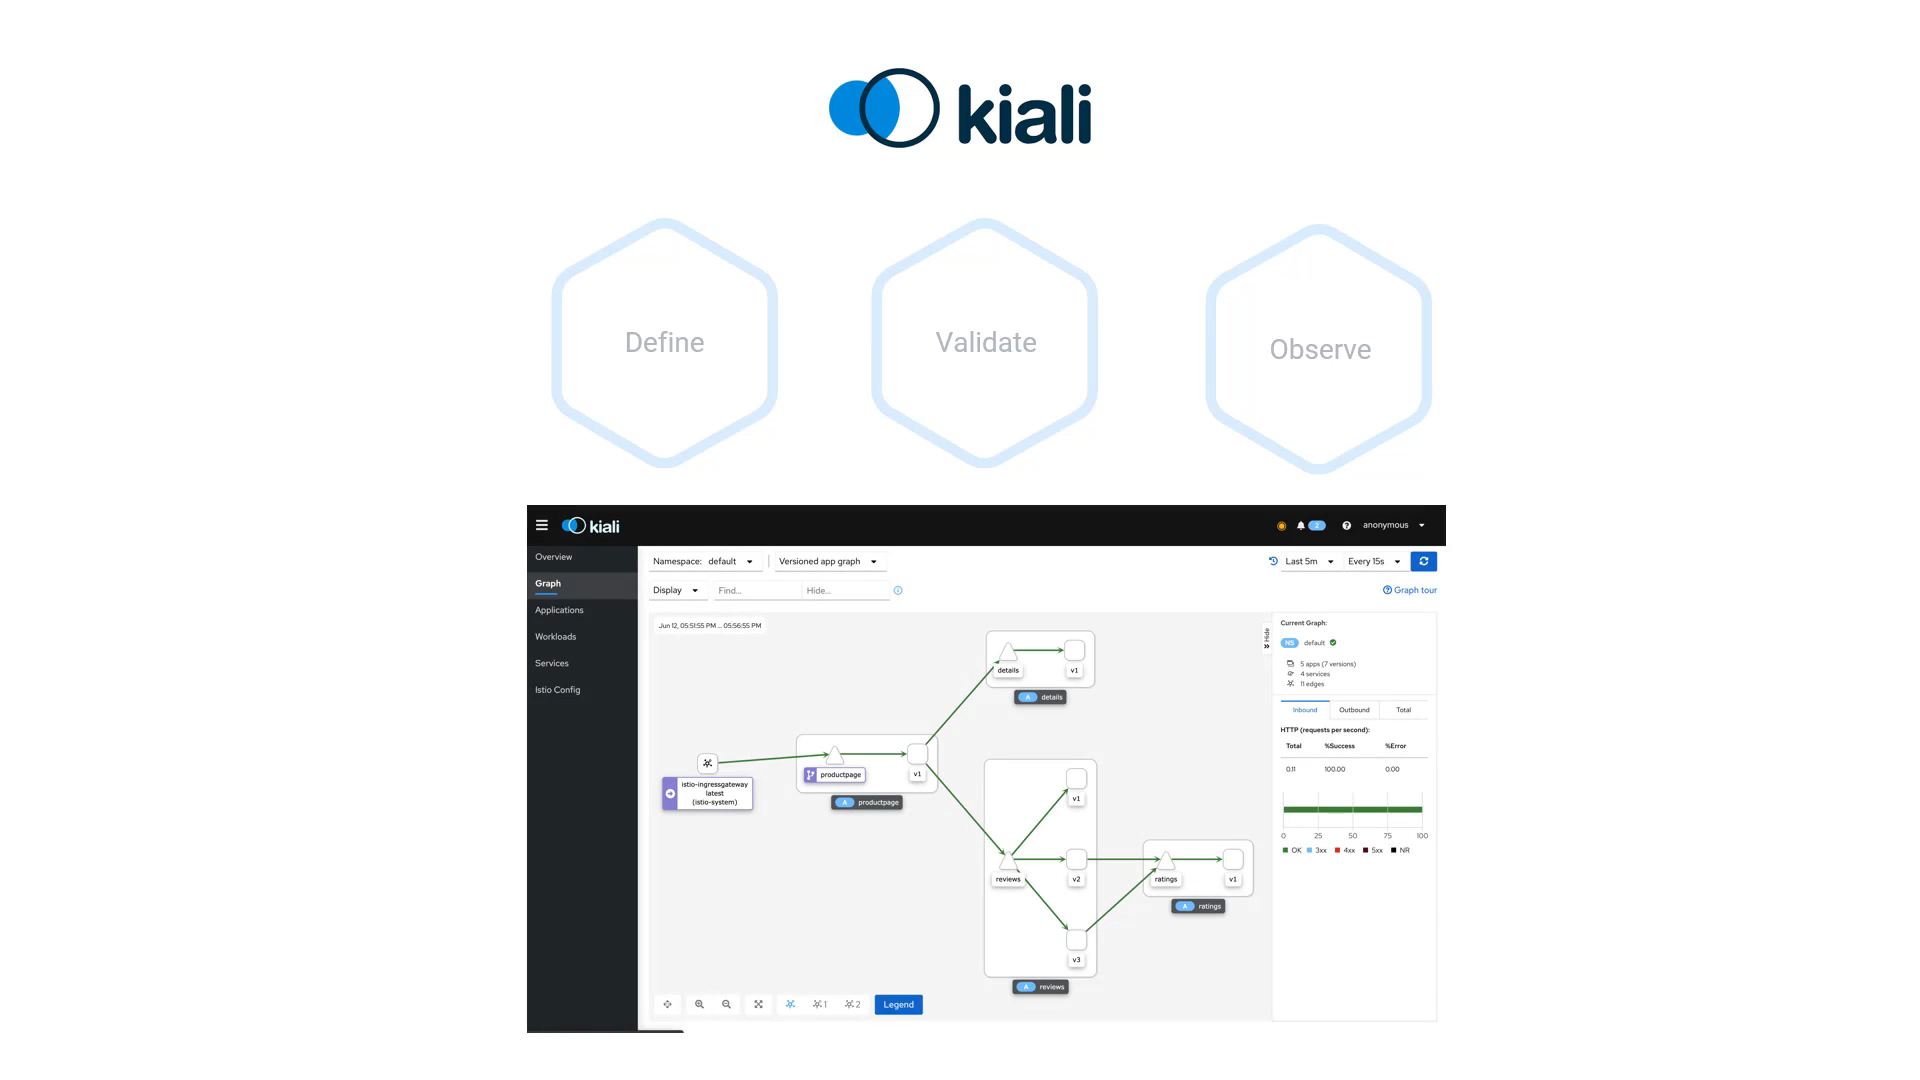 kiali
Define
Validate
Observe
kiali
2
anonymous
Overview
Graph
Applications
Workloads
Services
Istio Config
Namespace: default
Versioned app graph
Last 5m
Every 15s
Display
Find...
Hide...
Graph tour
Jun 12, 05:51:55 PM ... 05:56:55 PM
details
v1
A details
productpage
v1
A productpage
istio-ingressgateway
latest
(istio-system)
v1
reviews
v2
v3
A reviews
ratings
v1
A ratings
1
2
Legend
Hide
Current Graph:
NS default
5 apps (7 versions)
4 services
11 edges
Inbound
Outbound
Total
HTTP (requests per second):
Total %Success %Error
0.11 100.00 0.00
0 25 50 75 100
OK 3xx 4xx 5xx NR